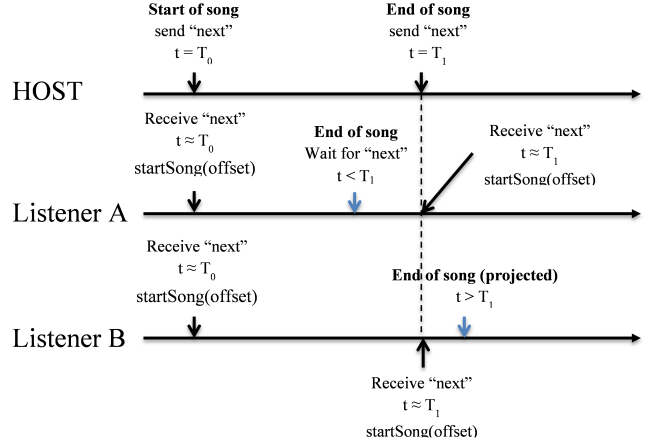 Start of song
send “next”
t = T0
End of song
send “next”
t = T1
HOST
Receive “next”
t ≈ T0
startSong(offset)
End of song
Wait for “next”
t < T1
Receive “next”
t ≈ T1
startSong(offset)
Listener A
Receive “next”
t ≈ T0
startSong(offset)
End of song (projected)
t > T1
Listener B
Receive “next”
t ≈ T1
startSong(offset)